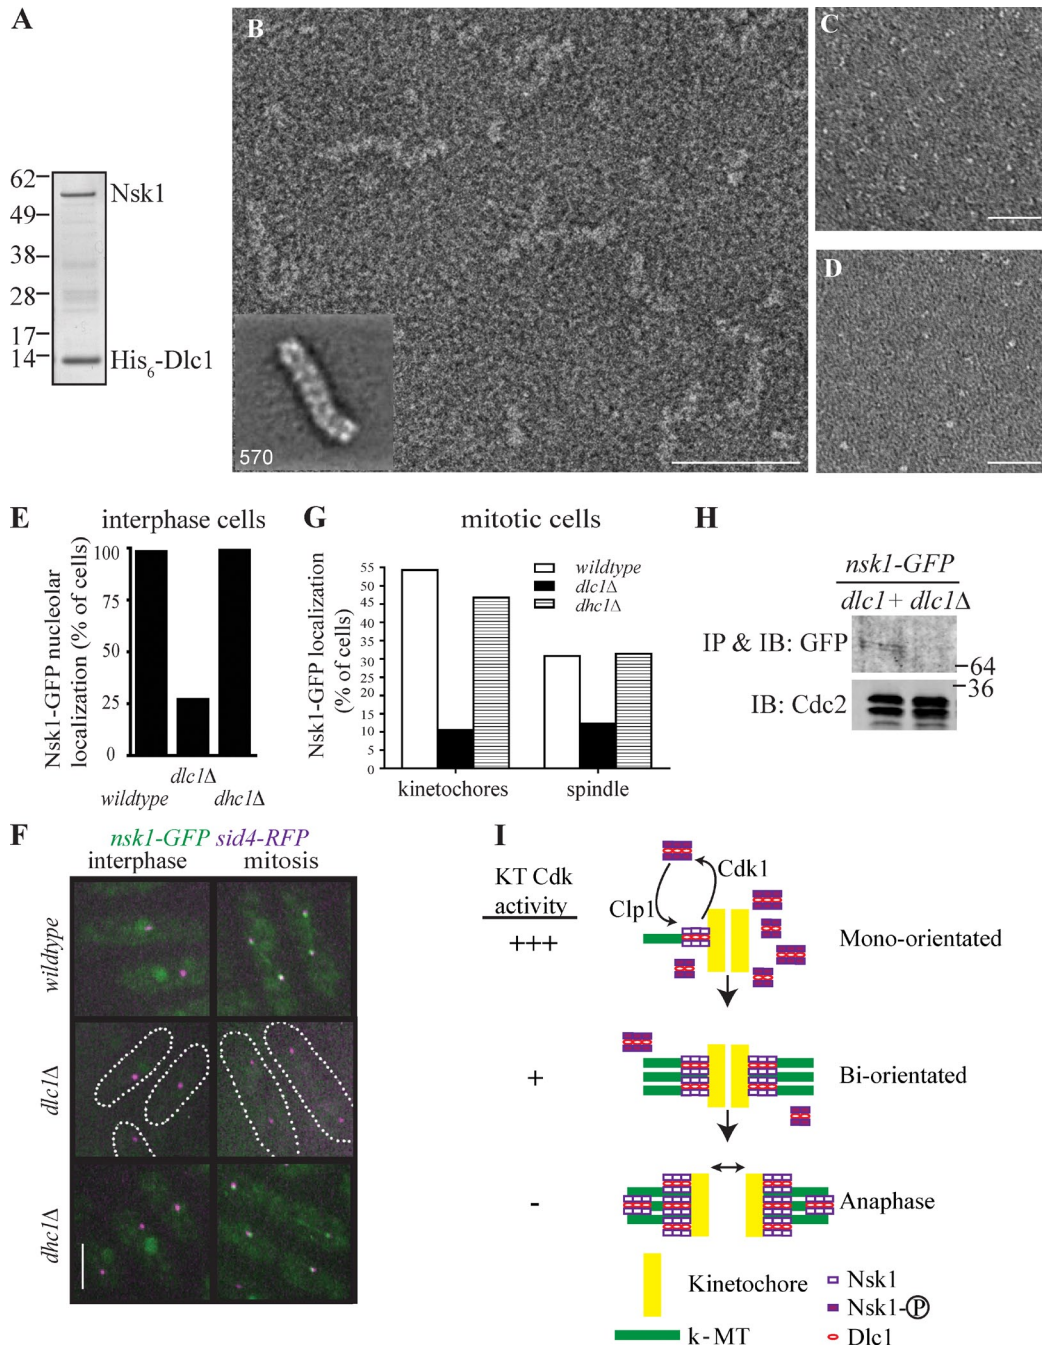 A
62
49
38
28
17
14
Nsk1
His6-Dlc1
B
570
C
D
E
interphase cells
Nsk1-GFP nucleolar
localization (% of cells)
100
75
50
25
0
wildtype
dlc1Δ
dhc1Δ
G
mitotic cells
Nsk1-GFP localization
(% of cells)
55
50
45
40
35
30
25
20
15
10
5
0
kinetochores
spindle
wildtype
dlc1Δ
dhc1Δ
H
nsk1-GFP
dlc1+ dlc1Δ
IP & IB: GFP
64
36
IB: Cdc2
F
nsk1-GFP sid4-RFP
interphase
mitosis
wildtype
dlc1Δ
dhc1Δ
I
KT Cdk
activity
+++
+
-
Clp1
Cdk1
Mono-orientated
Bi-orientated
Anaphase
Kinetochore
k-MT
Nsk1
Nsk1-Ⓟ
Dlc1